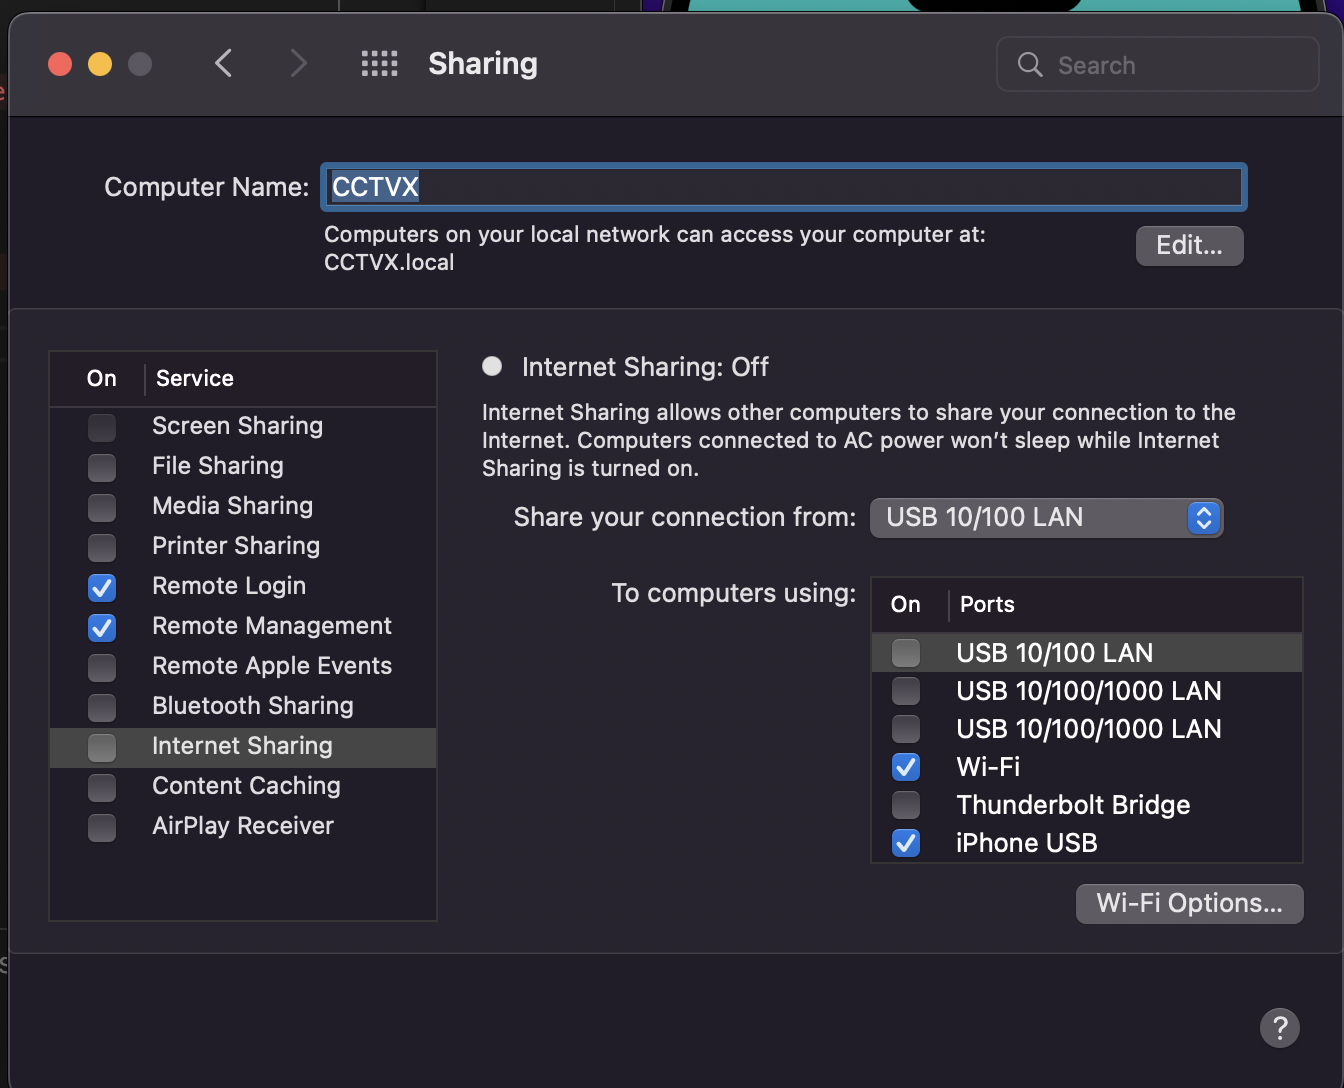 Sharing
Search
Computer Name:
CCTVX
Computers on your local network can access your computer at:
CCTVX.local
Edit...
On
Service
Screen Sharing
File Sharing
Media Sharing
Printer Sharing
Remote Login
Remote Management
Remote Apple Events
Bluetooth Sharing
Internet Sharing
Content Caching
AirPlay Receiver
Internet Sharing: Off
Internet Sharing allows other computers to share your connection to the
Internet. Computers connected to AC power won’t sleep while Internet
Sharing is turned on.
Share your connection from:
USB 10/100 LAN
To computers using:
On
Ports
USB 10/100 LAN
USB 10/100/1000 LAN
USB 10/100/1000 LAN
Wi-Fi
Thunderbolt Bridge
iPhone USB
Wi-Fi Options...
?